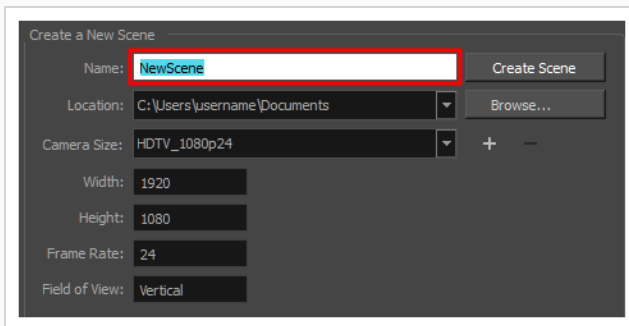 Create a New Scene
Name: NewScene Create Scene
Location: C:\Users\username\Documents Browse...
Camera Size: HDTV_1080p24 + −
Width: 1920
Height: 1080
Frame Rate: 24
Field of View: Vertical